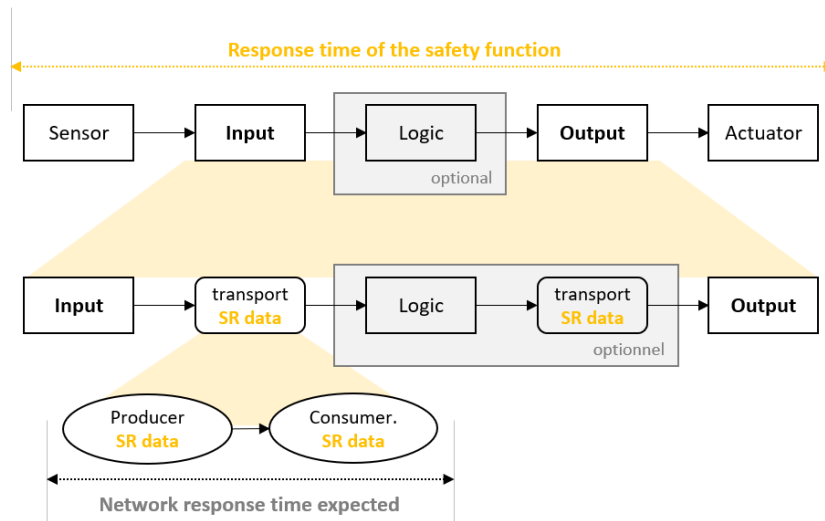 Response time of the safety function
Sensor
Input
Logic
Output
Actuator
optional
Input
transport
SR data
Logic
transport
SR data
Output
optionnel
Producer
SR data
Consumer.
SR data
Network response time expected